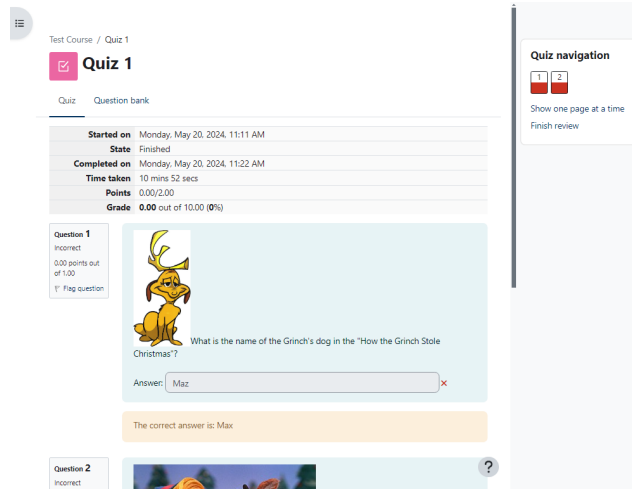 Test Course / Quiz 1
Quiz 1
Quiz Question bank
Started on Monday, May 20, 2024, 11:11 AM
State Finished
Completed on Monday, May 20, 2024, 11:22 AM
Time taken 10 mins 52 secs
Points 0.00/2.00
Grade 0.00 out of 10.00 (0%)
Question 1
Incorrect
0.00 points out
of 1.00
Flag question
What is the name of the Grinch's dog in the "How the Grinch Stole
Christmas"?
Answer: Maz
The correct answer is: Max
Question 2
Incorrect
?
Quiz navigation
1 2
Show one page at a time
Finish review